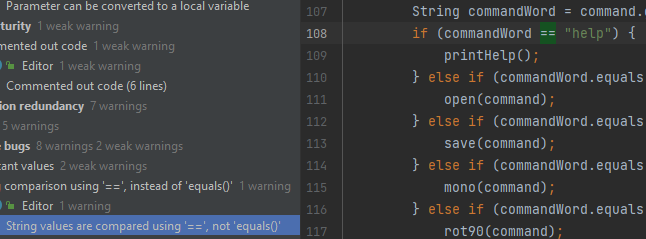 Parameter can be converted to a local variable
turity 1 weak warning
mented out code 1 weak warning
Editor 1 weak warning
Commented out code (6 lines)
ion redundancy 7 warnings
5 warnings
e bugs 8 warnings 2 weak warnings
tant values 2 weak warnings
comparison using '==', instead of 'equals()' 1 warning
Editor 1 warning
String values are compared using '==', not 'equals()'
107 String commandWord = command.
108 if (commandWord == "help") {
109 printHelp();
110 } else if (commandWord.equals
111 open(command);
112 } else if (commandWord.equals
113 save(command);
114 } else if (commandWord.equals
115 mono(command);
116 } else if (commandWord.equals
117 rot90(command);